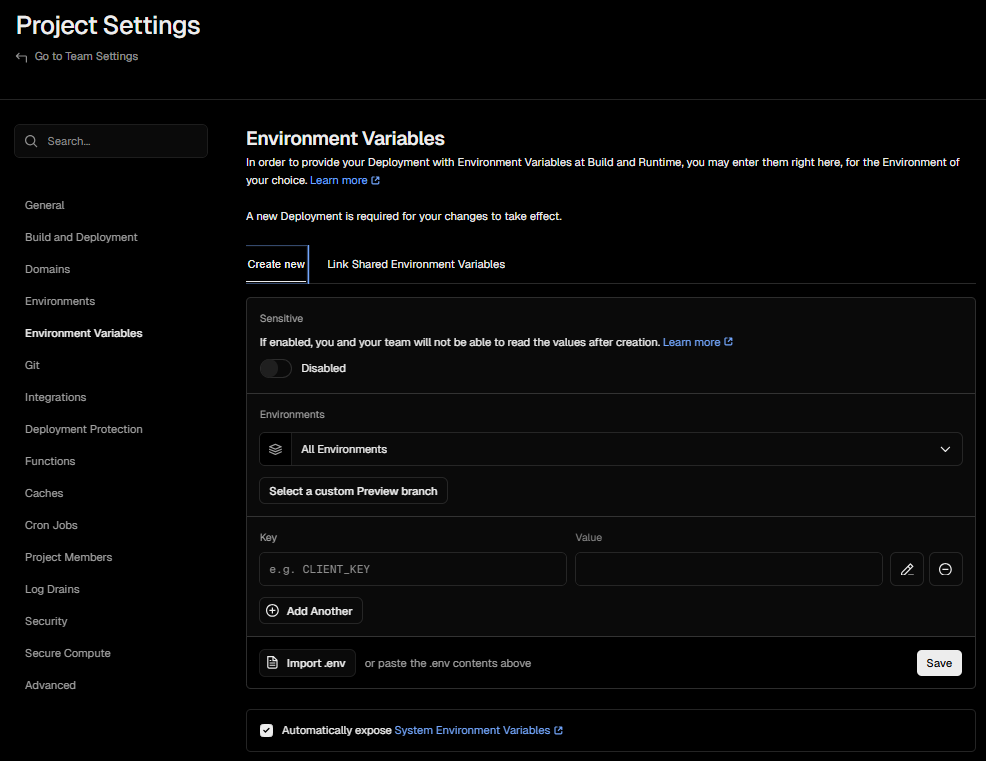 Project Settings
Go to Team Settings
Search...
General
Build and Deployment
Domains
Environments
Environment Variables
Git
Integrations
Deployment Protection
Functions
Caches
Cron Jobs
Project Members
Log Drains
Security
Secure Compute
Advanced
Environment Variables
In order to provide your Deployment with Environment Variables at Build and Runtime, you may enter them right here, for the Environment of
your choice. Learn more
A new Deployment is required for your changes to take effect.
Create new
Link Shared Environment Variables
Sensitive
If enabled, you and your team will not be able to read the values after creation. Learn more
Disabled
Environments
All Environments
Select a custom Preview branch
Key
Value
e.g. CLIENT_KEY
Add Another
Import .env
or paste the .env contents above
Save
Automatically expose System Environment Variables